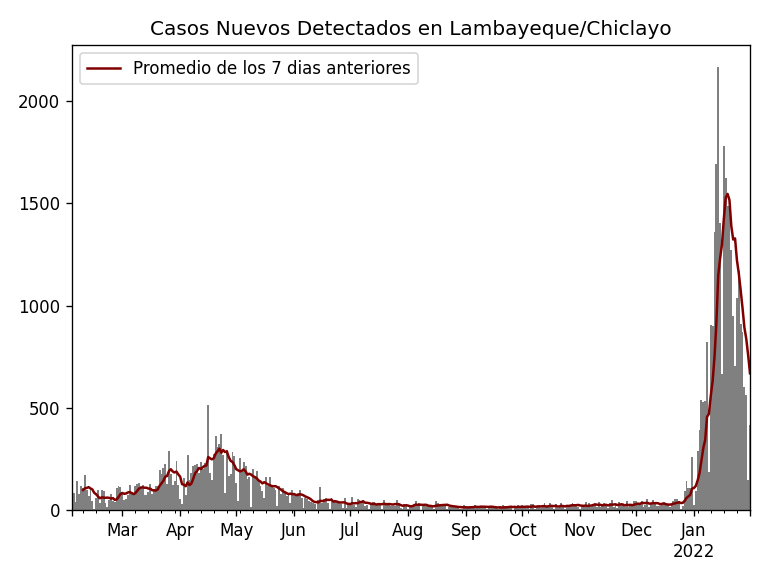 Casos Nuevos Detectados en Lambayeque/Chiclayo
Promedio de los 7 dias anteriores
2000
1500
1000
500
0
Mar Apr May Jun Jul Aug Sep Oct Nov Dec Jan
2022